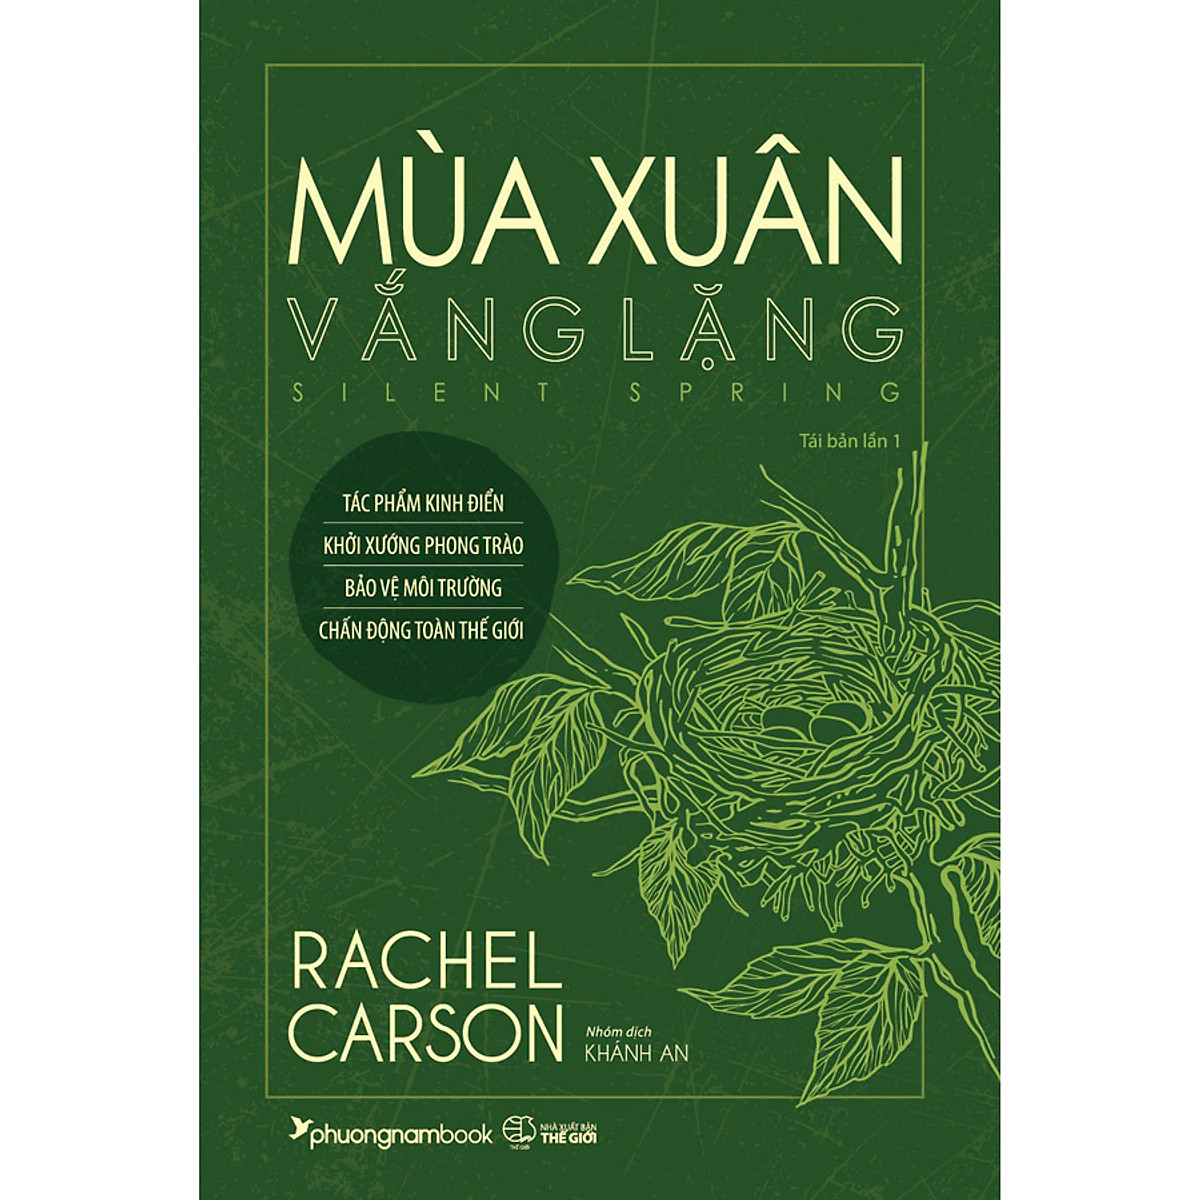 MÙA XUÂN
VẮNG LẶNG
SILENT SPRING
Tái bản lần 1
TÁC PHẨM KINH ĐIỂN
KHỞI XƯỚNG PHONG TRÀO
BẢO VỆ MÔI TRƯỜNG
CHẤN ĐỘNG TOÀN THẾ GIỚI
RACHEL
CARSON
Nhóm dịch
KHÁNH AN
phuongnambook
THẾ GIỚI
NHÀ XUẤT BẢN
THẾ GIỚI